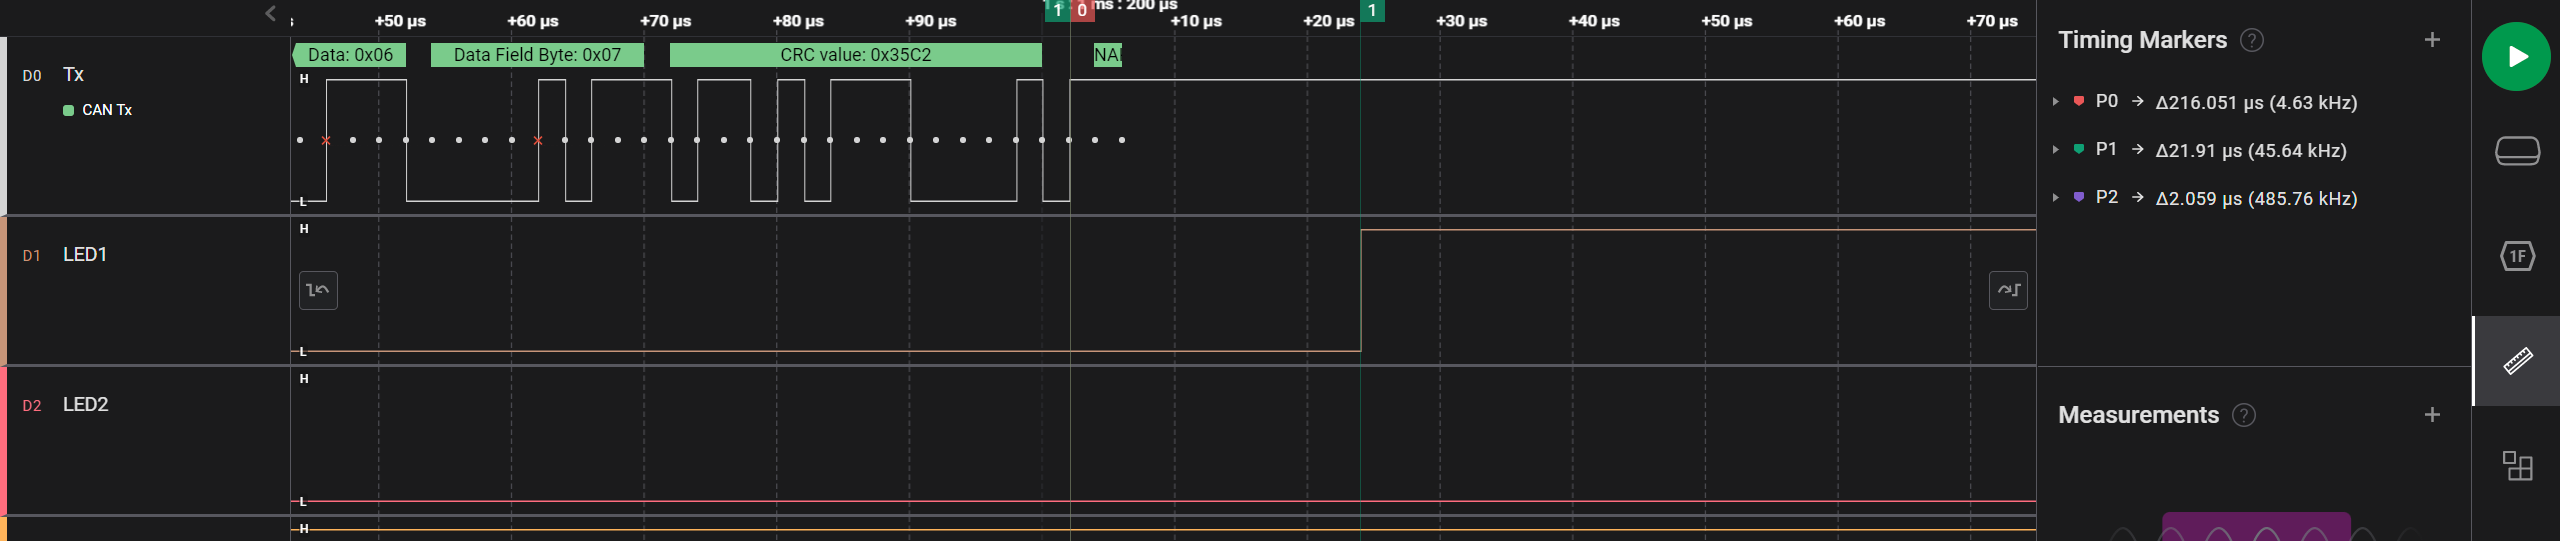 +50 µs +60 µs +70 µs +80 µs +90 µs 1 s : 1 ms : 200 µs +10 µs +20 µs +30 µs +40 µs +50 µs +60 µs +70 µs
1 0 1
D0 Tx
CAN Tx
Data: 0x06 Data Field Byte: 0x07 CRC value: 0x35C2 NAK
H
L
D1 LED1
H
L
D2 LED2
H
L
H
Timing Markers ? +
P0 → Δ216.051 µs (4.63 kHz)
P1 → Δ21.91 µs (45.64 kHz)
P2 → Δ2.059 µs (485.76 kHz)
Measurements ? +
1F